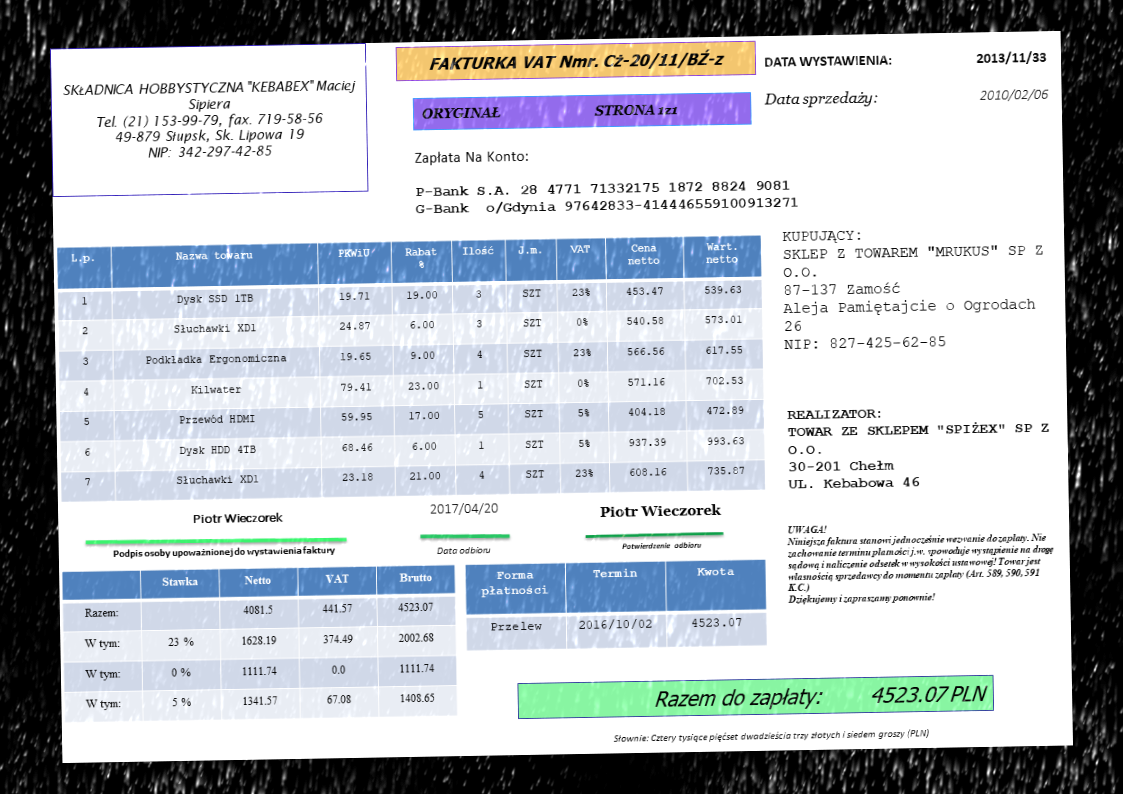 SKŁADNICA HOBBYSTYCZNA "KEBABEX" Maciej
Sipiera
Tel. (21) 153-99-79, fax. 719-58-56
49-879 Słupsk, Sk. Lipowa 19
NIP: 342-297-42-85
FAKTURKA VAT Nmr. Cż-20/11/BŹ-z
ORYGINAŁ STRONA 1z1
DATA WYSTAWIENIA: 2013/11/33
Data sprzedaży: 2010/02/06
Zapłata Na Konto:
P-Bank S.A. 28 4771 71332175 1872 8824 9081
G-Bank o/Gdynia 97642833-414446559100913271
KUPUJĄCY:
SKLEP Z TOWAREM "MRUKUS" SP Z
O.O.
87-137 Zamość
Aleja Pamiętajcie o Ogrodach
26
NIP: 827-425-62-85
REALIZATOR:
TOWAR ZE SKLEPEM "SPIŻEX" SP Z
O.O.
30-201 Chełm
UL. Kebabowa 46
L.p. Nazwa towaru PKWiU Rabat % Ilość J.m. VAT Cena netto Wart. netto
1 Dysk SSD 1TB 19.71 19.00 3 SZT 23% 453.47 539.63
2 Słuchawki XD1 24.87 6.00 3 SZT 0% 540.58 573.01
3 Podkładka Ergonomiczna 19.65 9.00 4 SZT 23% 566.56 617.55
4 Kilwater 79.41 23.00 1 SZT 0% 571.16 702.53
5 Przewód HDMI 59.95 17.00 5 SZT 5% 404.18 472.89
6 Dysk HDD 4TB 68.46 6.00 1 SZT 5% 937.39 993.63
7 Słuchawki XD1 23.18 21.00 4 SZT 23% 608.16 735.87
Piotr Wieczorek
Podpis osoby upoważnionej do wystawienia faktury
2017/04/20
Data odbioru
Piotr Wieczorek
Potwierdzenie odbioru
UWAGA!
Niniejsza faktura stanowi jednocześnie wezwanie do zapłaty. Nie
zachowanie terminu płatności j.w. spowoduje wystąpienie na drogę
sądową i naliczenie odsetek w wysokości ustawowej! Towar jest
własnością sprzedawcy do momentu zapłaty (Art. 589, 590, 591
K.C.)
Dziękujemy i zapraszamy ponownie!
Stawka Netto VAT Brutto
Razem: 4081.5 441.57 4523.07
W tym: 23 % 1628.19 374.49 2002.68
W tym: 0 % 1111.74 0.0 1111.74
W tym: 5 % 1341.57 67.08 1408.65
Forma płatności Termin Kwota
Przelew 2016/10/02 4523.07
Razem do zapłaty: 4523.07 PLN
Słownie: Cztery tysiące pięćset dwadzieścia trzy złotych i siedem groszy (PLN)